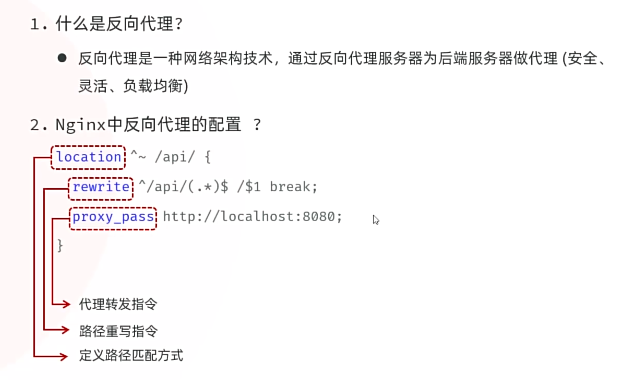 1. 什么是反向代理？
● 反向代理是一种网络架构技术，通过反向代理服务器为后端服务器做代理 (安全、
灵活、负载均衡)
2. Nginx中反向代理的配置 ？
location ^~ /api/ {
rewrite ^/api/(.*)$ /$1 break;
proxy_pass http://localhost:8080;
}
代理转发指令
路径重写指令
定义路径匹配方式